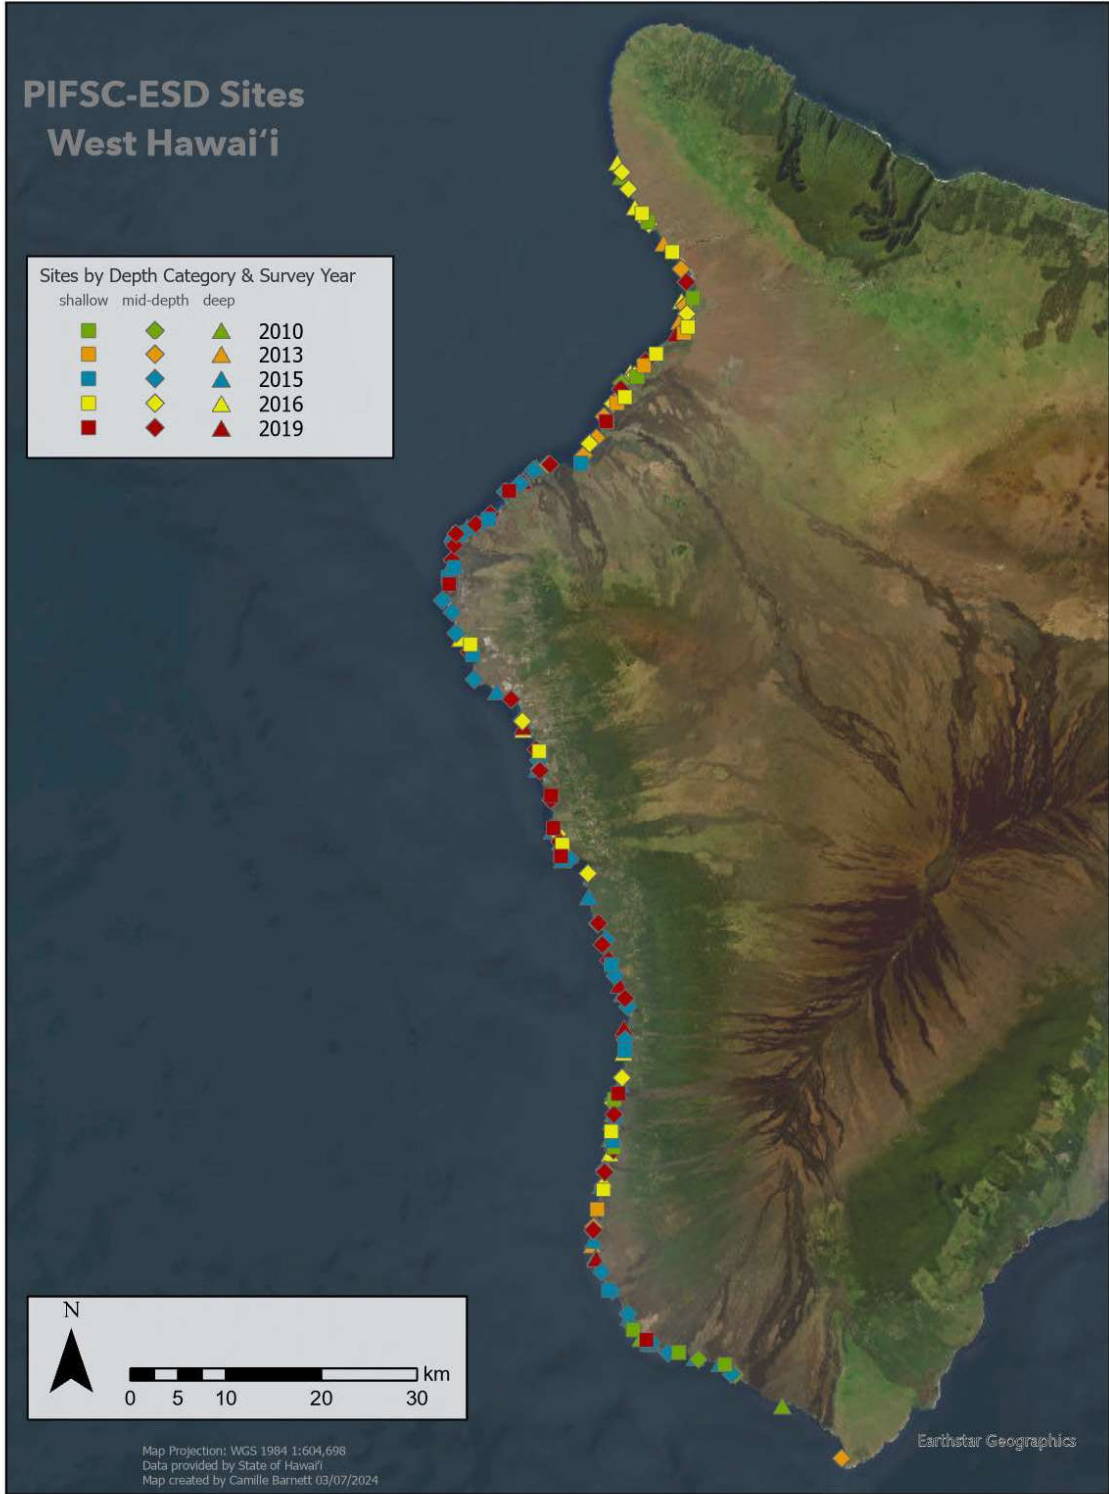 PIFSC-ESD Sites
West Hawaiʻi
Sites by Depth Category & Survey Year
shallow mid-depth deep
2010
2013
2015
2016
2019
N
km
0 5 10 20 30
Map Projection: WGS 1984 1:604,698
Data provided by State of Hawai'i
Map created by Camille Barnett 03/07/2024
Earthstar Geographics